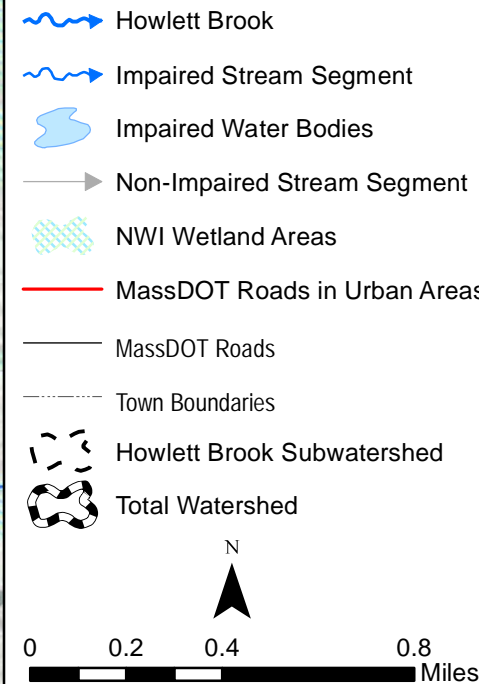 Howlett Brook
Impaired Stream Segment
Impaired Water Bodies
Non-Impaired Stream Segment
NWI Wetland Areas
MassDOT Roads in Urban Areas
MassDOT Roads
Town Boundaries
Howlett Brook Subwatershed
Total Watershed
N
0 0.2 0.4 0.8
Miles